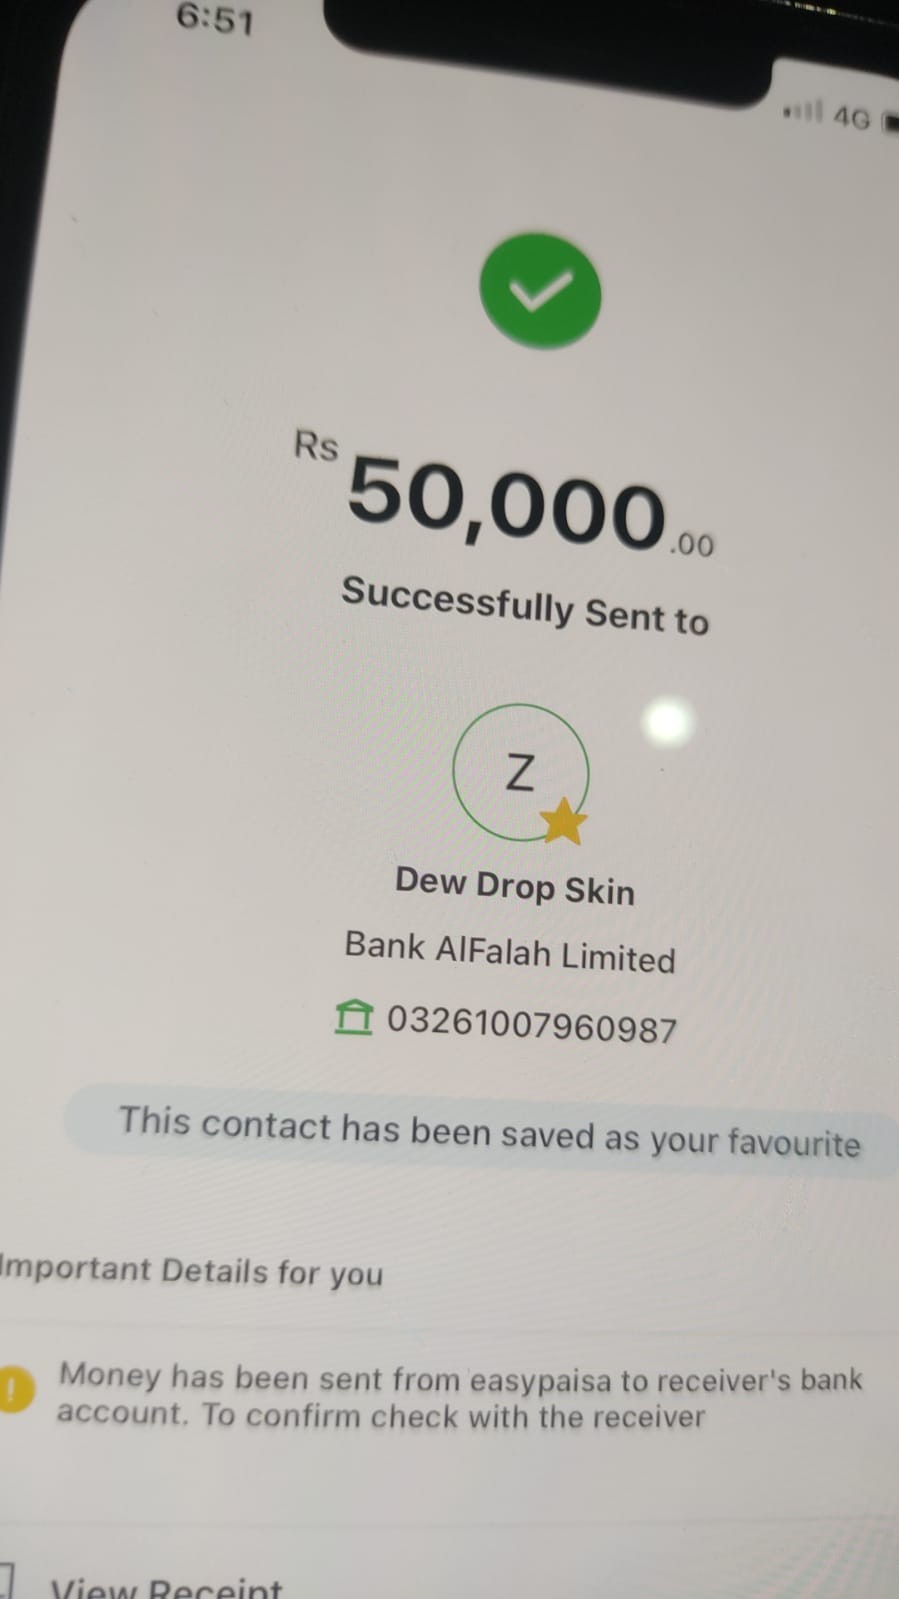 6:51
4G
Rs 50,000.00
Successfully Sent to
Z
Dew Drop Skin
Bank AlFalah Limited
03261007960987
This contact has been saved as your favourite
Important Details for you
Money has been sent from easypaisa to receiver's bank
account. To confirm check with the receiver
View Receipt